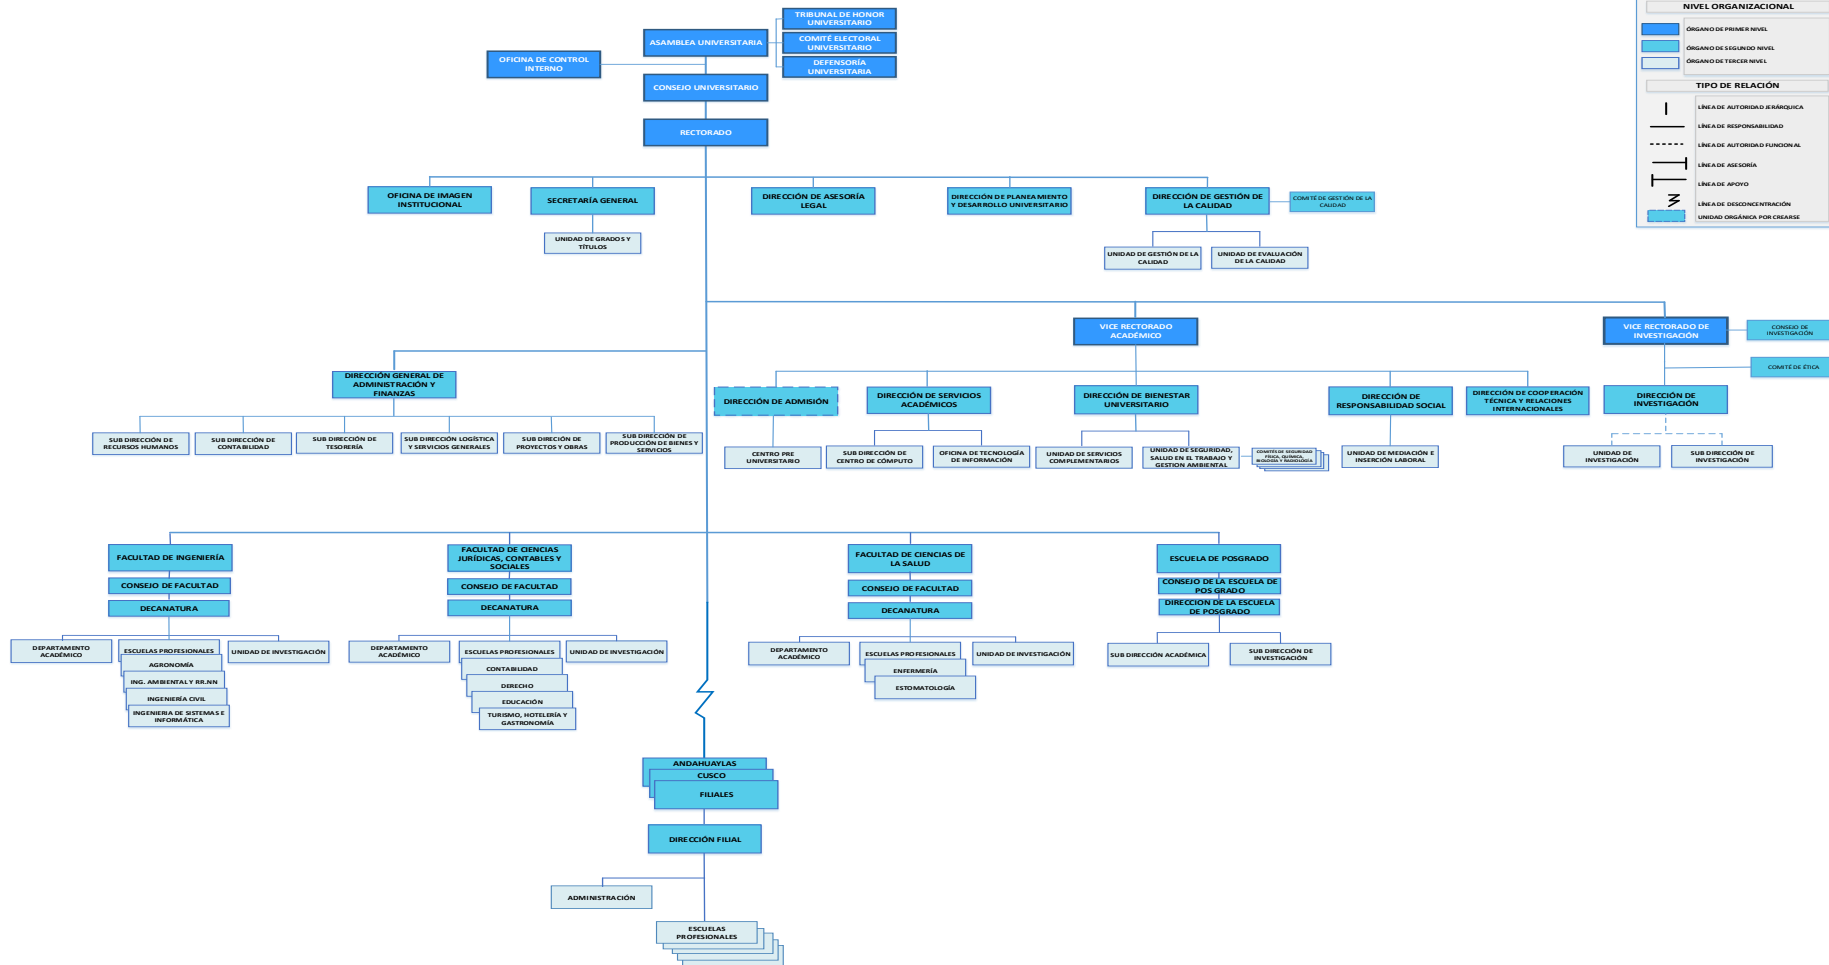 TRIBUNAL DE HONOR
UNIVERSITARIO
ASAMBLEA UNIVERSITARIA
COMITÉ ELECTORAL
UNIVERSITARIO
OFICINA DE CONTROL
INTERNO
DEFENSORÍA
UNIVERSITARIA
CONSEJO UNIVERSITARIO
RECTORADO
NIVEL ORGANIZACIONAL
ÓRGANO DE PRIMER NIVEL
ÓRGANO DE SEGUNDO NIVEL
ÓRGANO DE TERCER NIVEL
TIPO DE RELACIÓN
LÍNEA DE AUTORIDAD JERÁRQUICA
LÍNEA DE RESPONSABILIDAD
LÍNEA DE AUTORIDAD FUNCIONAL
LÍNEA DE ASESORÍA
LÍNEA DE APOYO
LÍNEA DE DESCONCENTRACIÓN
UNIDAD ORGÁNICA POR CREARSE
OFICINA DE IMAGEN
INSTITUCIONAL
SECRETARÍA GENERAL
DIRECCIÓN DE ASESORÍA
LEGAL
DIRECCIÓN DE PLANEAMIENTO
Y DESARROLLO UNIVERSITARIO
DIRECCIÓN DE GESTIÓN DE
LA CALIDAD
COMITÉ DE GESTIÓN DE LA
CALIDAD
UNIDAD DE GRADOS Y
TÍTULOS
UNIDAD DE GESTIÓN DE LA
CALIDAD
UNIDAD DE EVALUACIÓN
DE LA CALIDAD
VICE RECTORADO
ACADÉMICO
VICE RECTORADO DE
INVESTIGACIÓN
CONSEJO DE
INVESTIGACIÓN
COMITÉ DE ÉTICA
DIRECCIÓN GENERAL DE
ADMINISTRACIÓN Y
FINANZAS
DIRECCIÓN DE ADMISIÓN
DIRECCIÓN DE SERVICIOS
ACADÉMICOS
DIRECCIÓN DE BIENESTAR
UNIVERSITARIO
DIRECCIÓN DE
RESPONSABILIDAD SOCIAL
DIRECCIÓN DE COOPERACIÓN
TÉCNICA Y RELACIONES
INTERNACIONALES
DIRECCIÓN DE
INVESTIGACIÓN
SUB DIRECCIÓN DE
RECURSOS HUMANOS
SUB DIRECCIÓN DE
CONTABILIDAD
SUB DIRECCIÓN DE
TESORERÍA
SUB DIRECCIÓN LOGÍSTICA
Y SERVICIOS GENERALES
SUB DIRECIÓN DE
PROYECTOS Y OBRAS
SUB DIRECCIÓN DE
PRODUCCIÓN DE BIENES Y
SERVICIOS
CENTRO PRE
UNIVERSITARIO
SUB DIRECCIÓN DE
CENTRO DE CÓMPUTO
OFICINA DE TECNOLOGÍA
DE INFORMACIÓN
UNIDAD DE SERVICIOS
COMPLEMENTARIOS
UNIDAD DE SEGURIDAD,
SALUD EN EL TRABAJO Y
GESTION AMBIENTAL
COMITÉS DE SEGURIDAD
FÍSICA, QUÍMICA,
BIOLOGÍA Y RADIOLOGÍA
UNIDAD DE MEDIACIÓN E
INSERCIÓN LABORAL
UNIDAD DE
INVESTIGACIÓN
SUB DIRECCIÓN DE
INVESTIGACIÓN
FACULTAD DE INGENIERÍA
CONSEJO DE FACULTAD
DECANATURA
DEPARTAMENTO
ACADÉMICO
ESCUELAS PROFESIONALES
AGRONOMÍA
ING. AMBIENTAL Y RR.NN
INGENIERÍA CIVIL
INGENIERIA DE SISTEMAS E
INFORMÁTICA
UNIDAD DE INVESTIGACIÓN
FACULTAD DE CIENCIAS
JURÍDICAS, CONTABLES Y
SOCIALES
CONSEJO DE FACULTAD
DECANATURA
DEPARTAMENTO
ACADÉMICO
ESCUELAS PROFESIONALES
CONTABILIDAD
DERECHO
EDUCACIÓN
TURISMO, HOTELERÍA Y
GASTRONOMÍA
UNIDAD DE INVESTIGACIÓN
FACULTAD DE CIENCIAS DE
LA SALUD
CONSEJO DE FACULTAD
DECANATURA
DEPARTAMENTO
ACADÉMICO
ESCUELAS PROFESIONALES
ENFERMERÍA
ESTOMATOLOGÍA
UNIDAD DE INVESTIGACIÓN
ESCUELA DE POSGRADO
CONSEJO DE LA ESCUELA DE
POS GRADO
DIRECCION DE LA ESCUELA
DE POSGRADO
SUB DIRECCIÓN ACADÉMICA
SUB DIRECCIÓN DE
INVESTIGACIÓN
ANDAHUAYLAS
CUSCO
FILIALES
DIRECCIÓN FILIAL
ADMINISTRACIÓN
ESCUELAS
PROFESIONALES